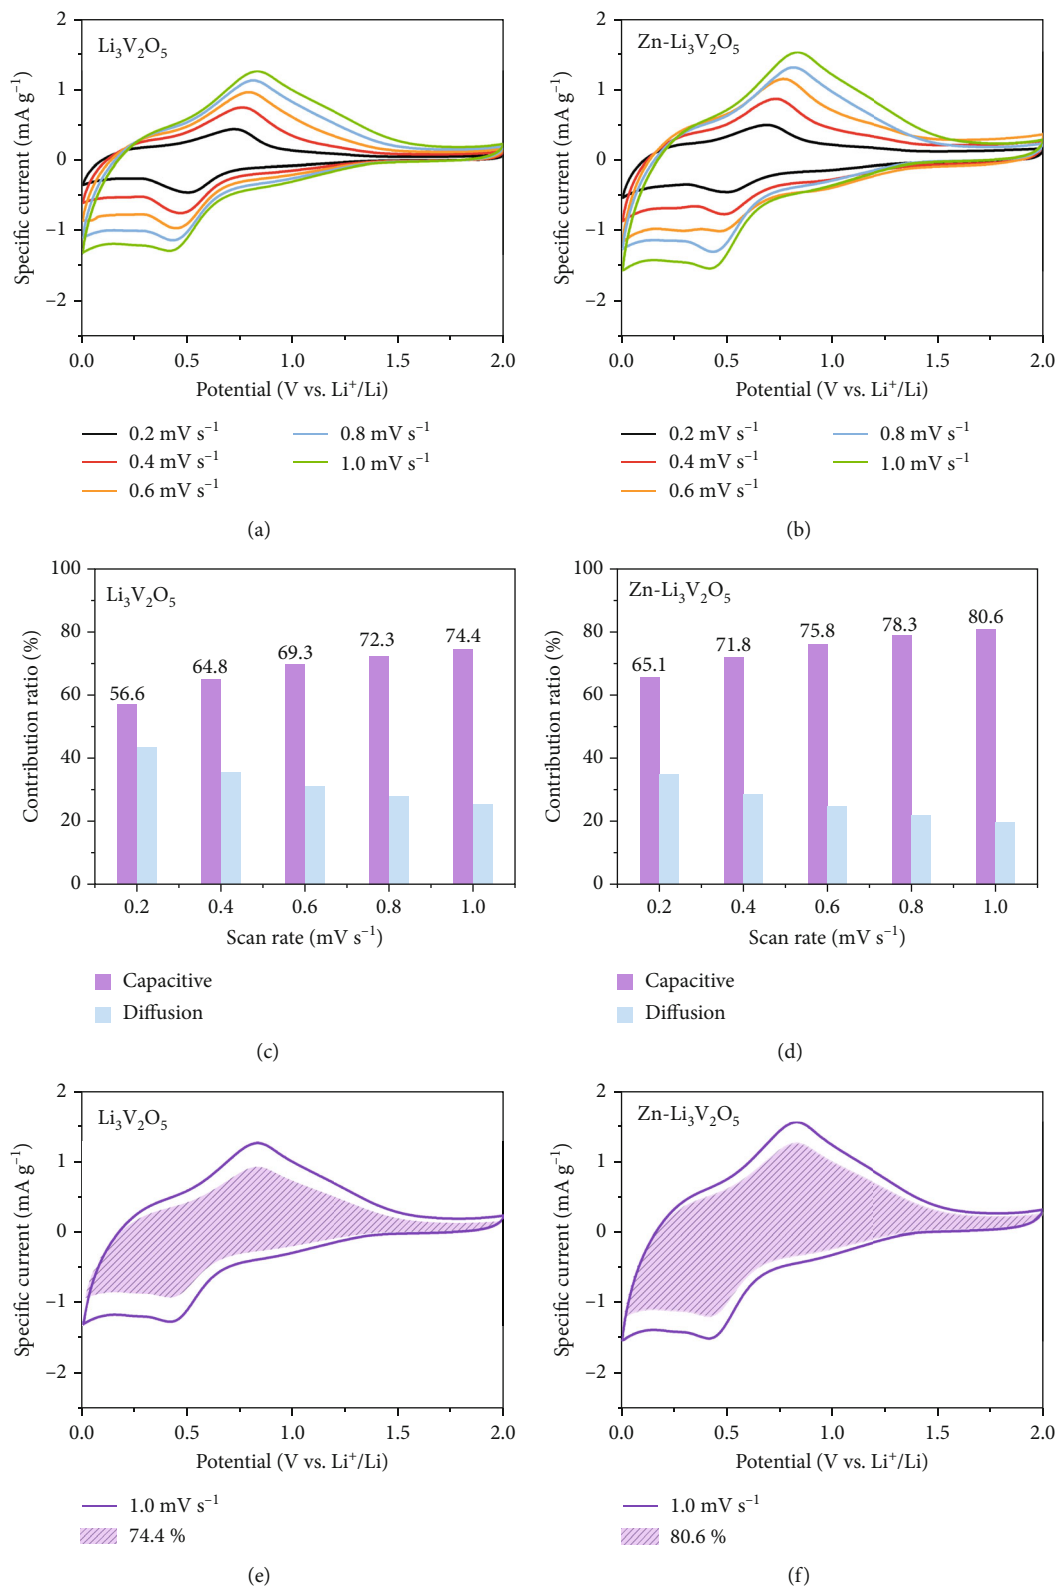 Li₃V₂O₅
Specific current (mA g⁻¹)
2
1
0
−1
−2
0.0 0.5 1.0 1.5 2.0
Potential (V vs. Li⁺/Li)
0.2 mV s⁻¹
0.4 mV s⁻¹
0.6 mV s⁻¹
0.8 mV s⁻¹
1.0 mV s⁻¹
(a)
Zn-Li₃V₂O₅
Specific current (mA g⁻¹)
2
1
0
−1
−2
0.0 0.5 1.0 1.5 2.0
Potential (V vs. Li⁺/Li)
0.2 mV s⁻¹
0.4 mV s⁻¹
0.6 mV s⁻¹
0.8 mV s⁻¹
1.0 mV s⁻¹
(b)
Li₃V₂O₅
Contribution ratio (%)
100
80
60
40
20
0
56.6 64.8 69.3 72.3 74.4
0.2 0.4 0.6 0.8 1.0
Scan rate (mV s⁻¹)
Capacitive
Diffusion
(c)
Zn-Li₃V₂O₅
Contribution ratio (%)
100
80
60
40
20
0
65.1 71.8 75.8 78.3 80.6
0.2 0.4 0.6 0.8 1.0
Scan rate (mV s⁻¹)
Capacitive
Diffusion
(d)
Li₃V₂O₅
Specific current (mA g⁻¹)
2
1
0
−1
−2
0.0 0.5 1.0 1.5 2.0
Potential (V vs. Li⁺/Li)
1.0 mV s⁻¹
74.4 %
(e)
Zn-Li₃V₂O₅
Specific current (mA g⁻¹)
2
1
0
−1
−2
0.0 0.5 1.0 1.5 2.0
Potential (V vs. Li⁺/Li)
1.0 mV s⁻¹
80.6 %
(f)